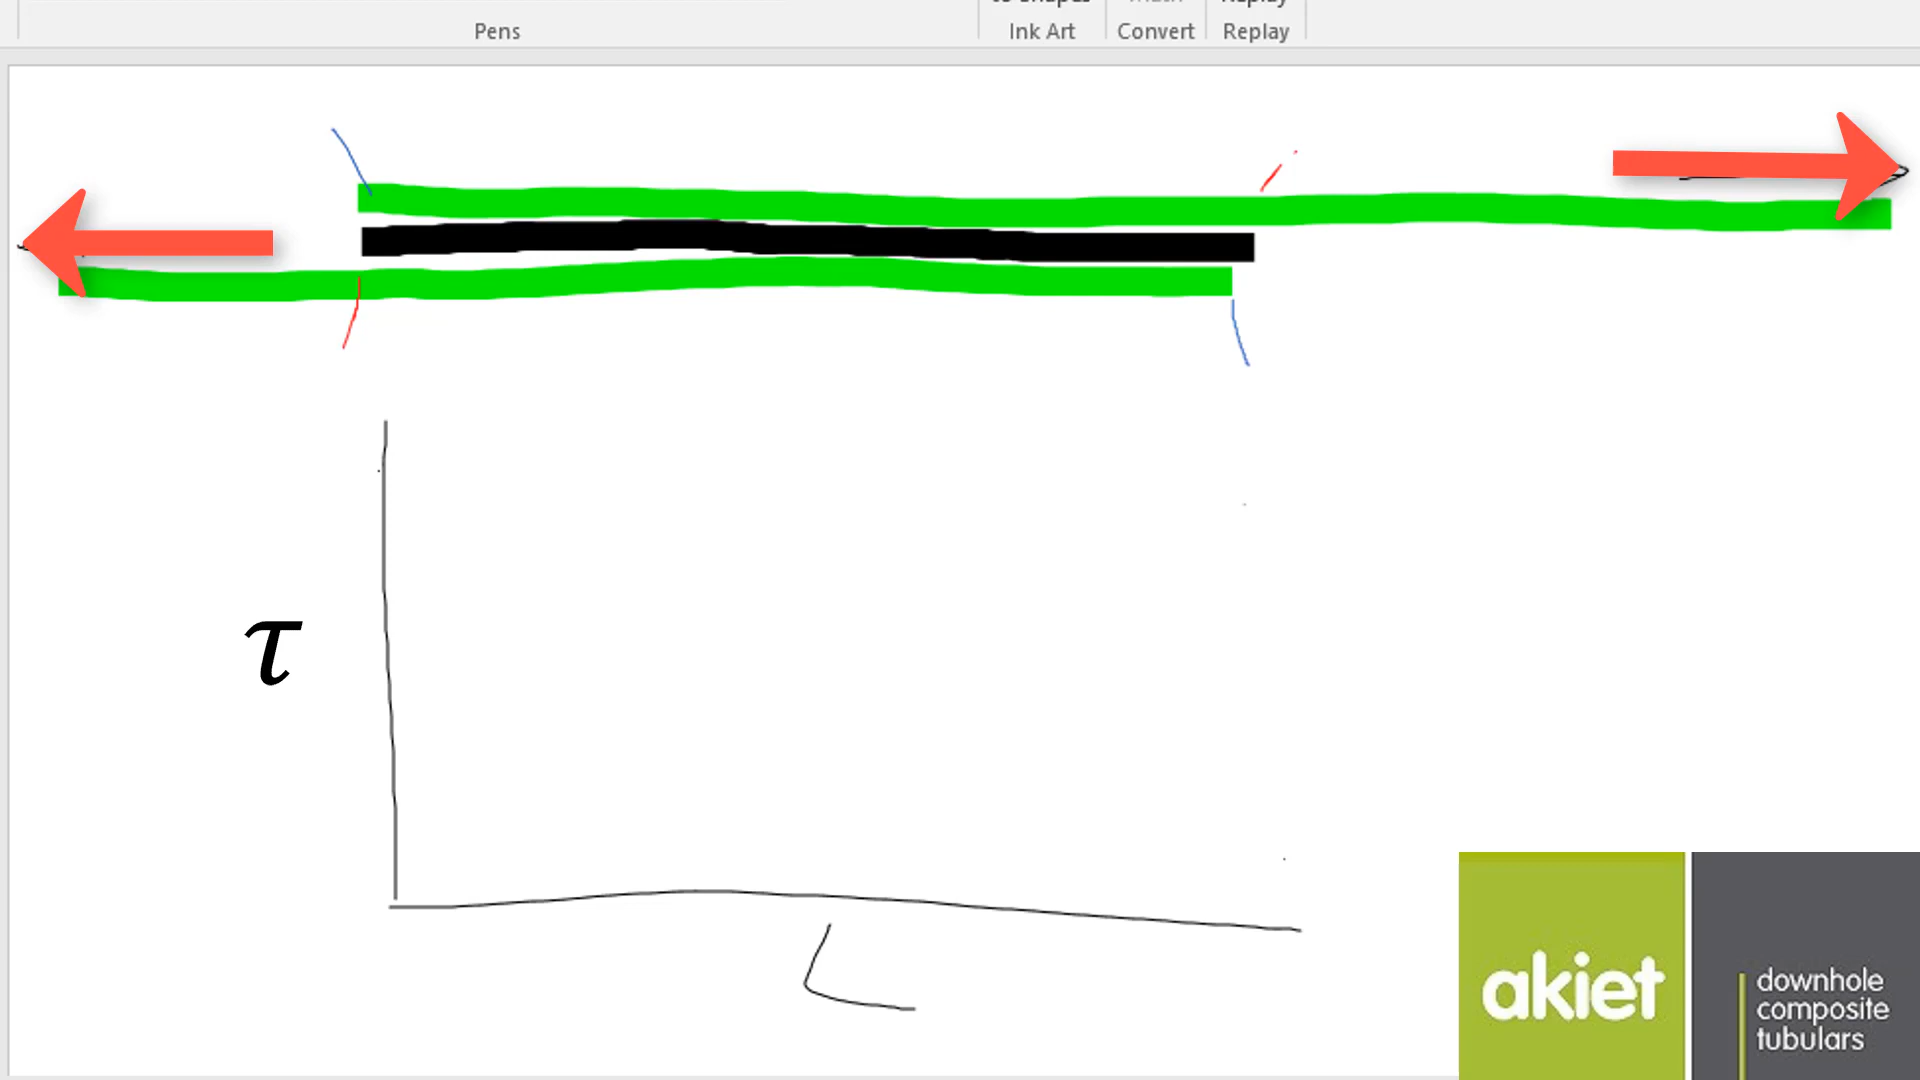 Pens
Ink Art
Convert
Replay
τ
L
akiet
downhole
composite
tubulars